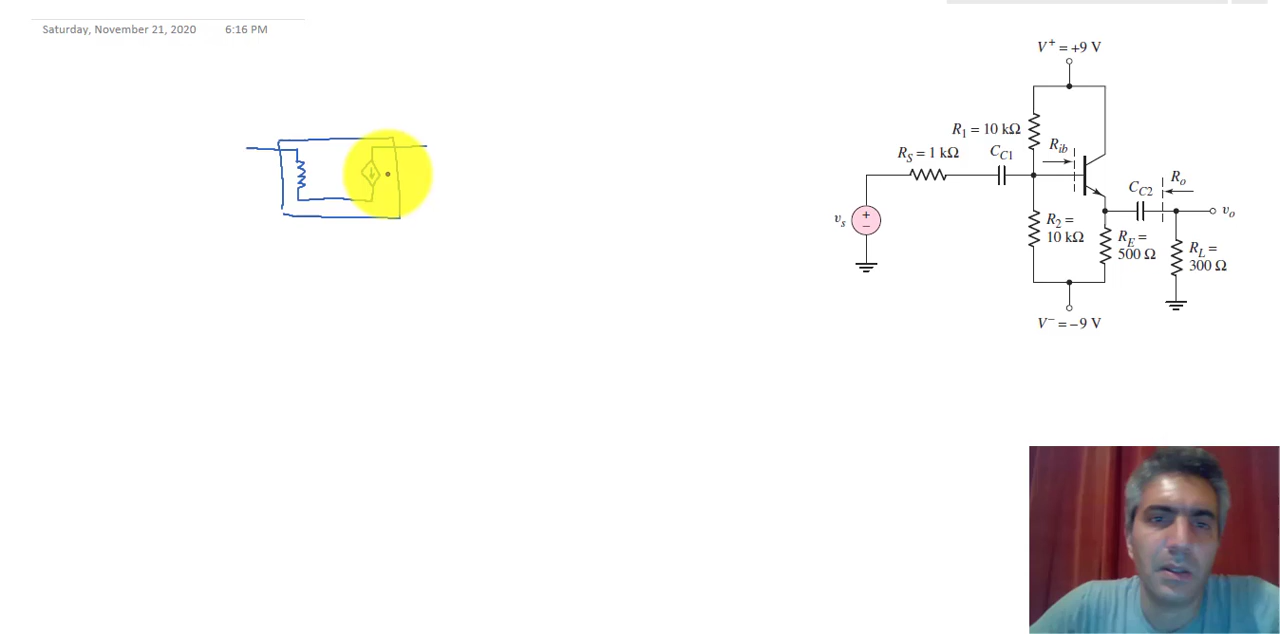 Saturday, November 21, 2020 6:16 PM
V⁺ = +9 V
R₁ = 10 kΩ
R_ib
R_S = 1 kΩ
C_C1
C_C2
R_o
v_s
+
−
R₂ =
10 kΩ
R_E =
500 Ω
v_o
R_L =
300 Ω
V⁻ = −9 V